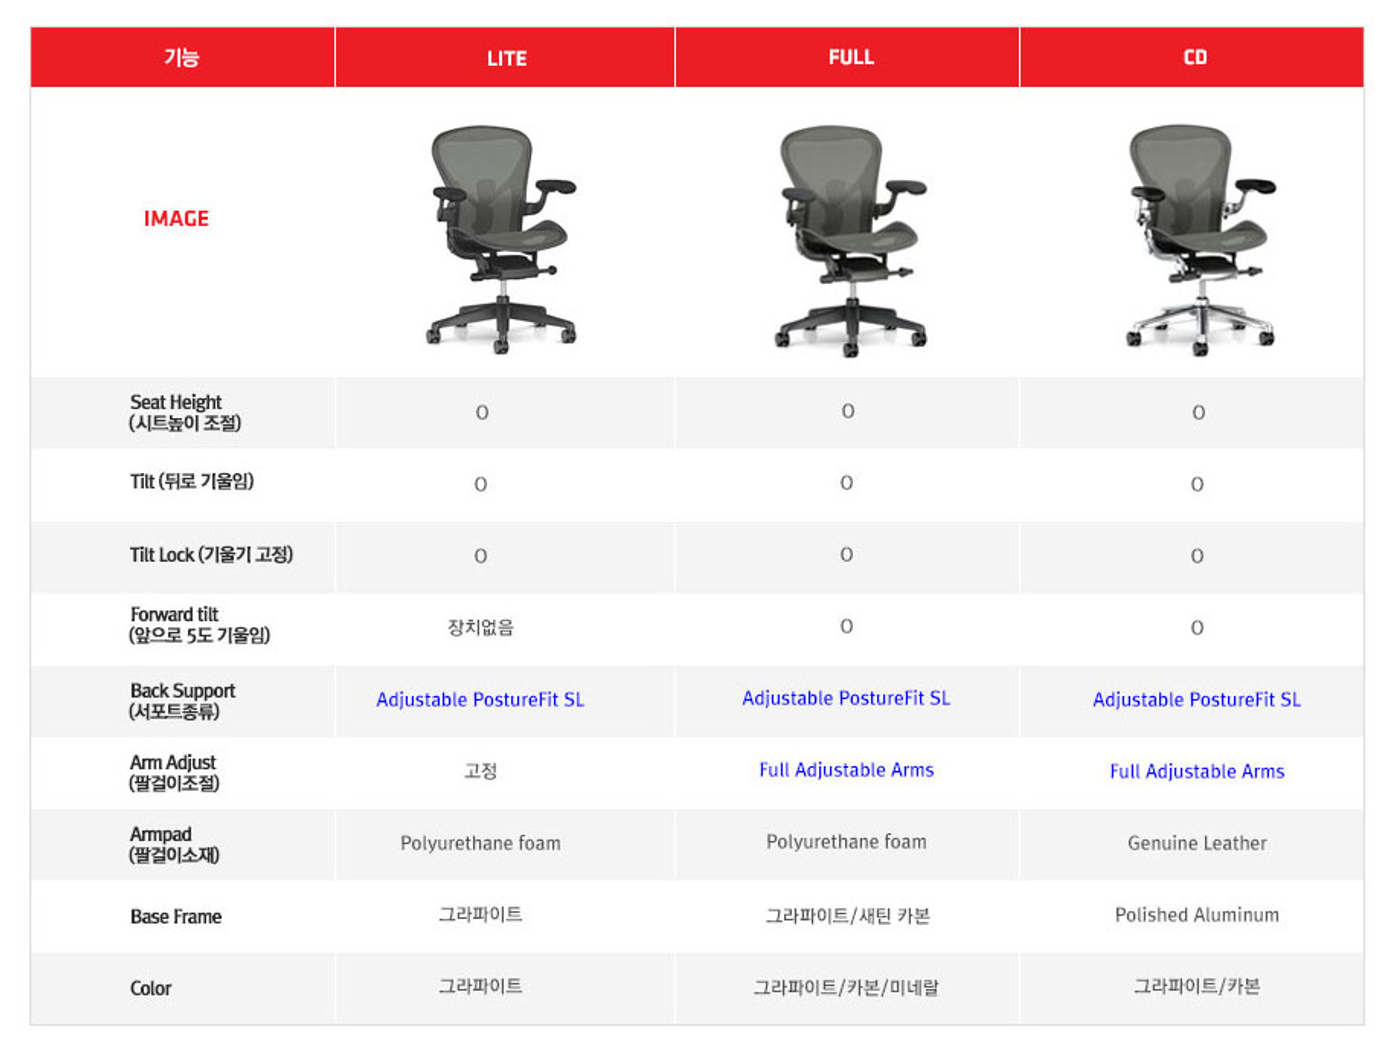 기능 LITE FULL CD
IMAGE
Seat Height
(시트높이 조절) O O O
Tilt (뒤로 기울임) O O O
Tilt Lock (기울기 고정) O O O
Forward tilt
(앞으로 5도 기울임) 장치없음 O O
Back Support
(서포트종류) Adjustable PostureFit SL Adjustable PostureFit SL Adjustable PostureFit SL
Arm Adjust
(팔걸이조절) 고정 Full Adjustable Arms Full Adjustable Arms
Armpad
(팔걸이소재) Polyurethane foam Polyurethane foam Genuine Leather
Base Frame 그라파이트 그라파이트/새틴 카본 Polished Aluminum
Color 그라파이트 그라파이트/카본/미네랄 그라파이트/카본